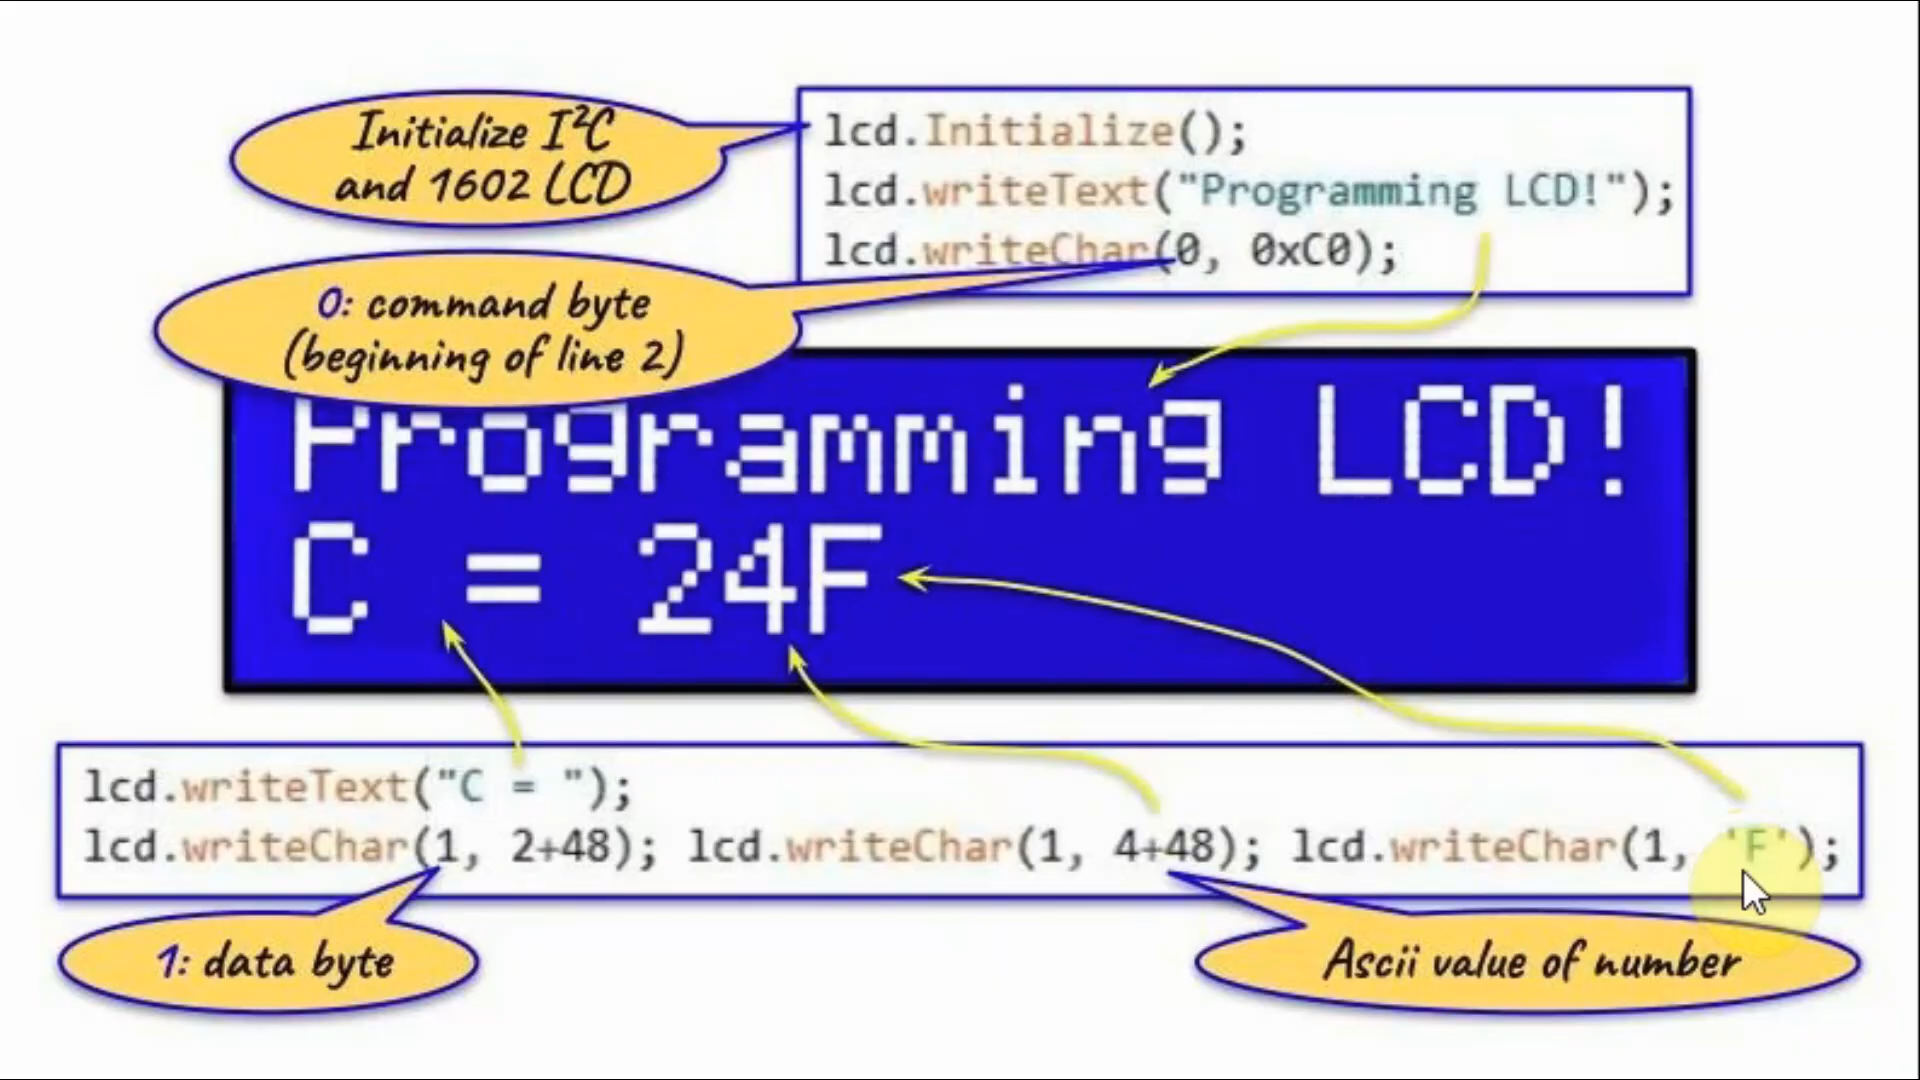 Initialize I²C
and 1602 LCD
lcd.Initialize();
lcd.writeText("Programming LCD!");
lcd.writeChar(0, 0xC0);
0: command byte
(beginning of line 2)
Programming LCD!
C = 24F
lcd.writeText("C = ");
lcd.writeChar(1, 2+48); lcd.writeChar(1, 4+48); lcd.writeChar(1, 'F');
1: data byte
Ascii value of number